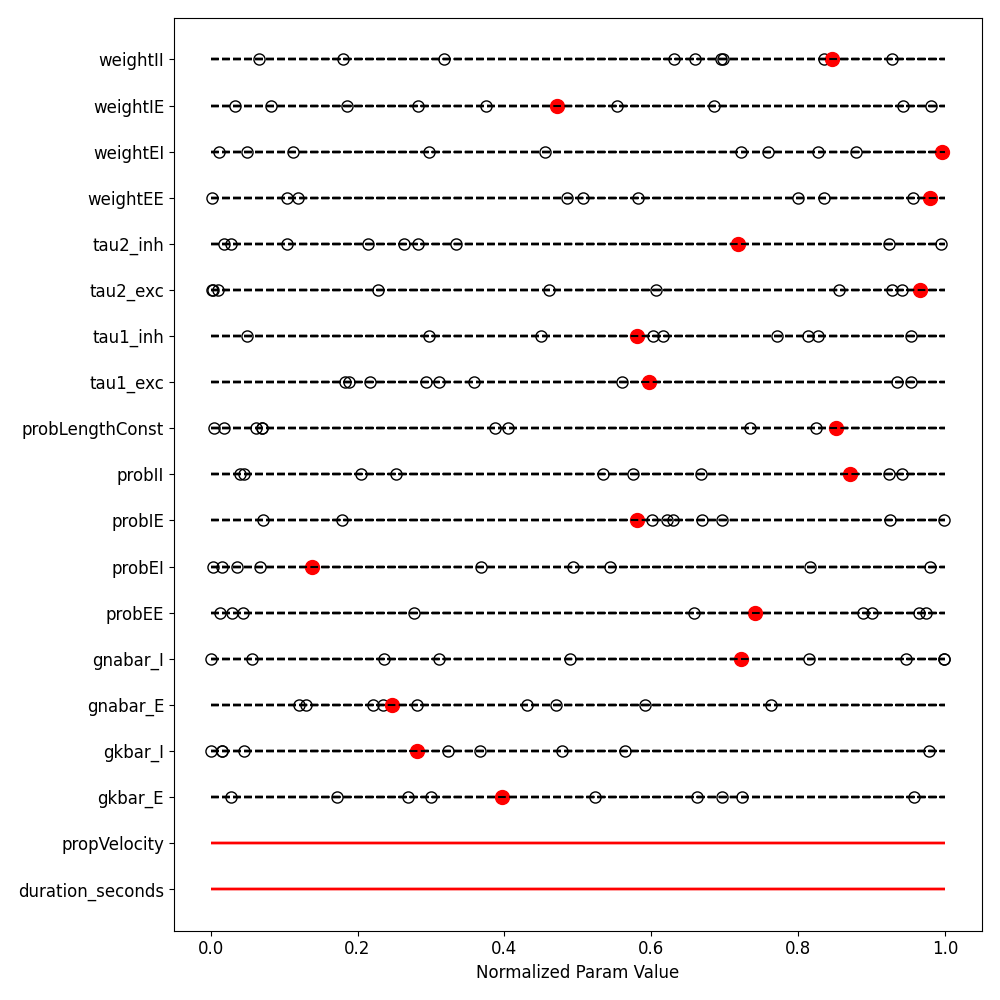 weightII
weightIE
weightEI
weightEE
tau2_inh
tau2_exc
tau1_inh
tau1_exc
probLengthConst
probII
probIE
probEI
probEE
gnabar_I
gnabar_E
gkbar_I
gkbar_E
propVelocity
duration_seconds
0.0 0.2 0.4 0.6 0.8 1.0
Normalized Param Value